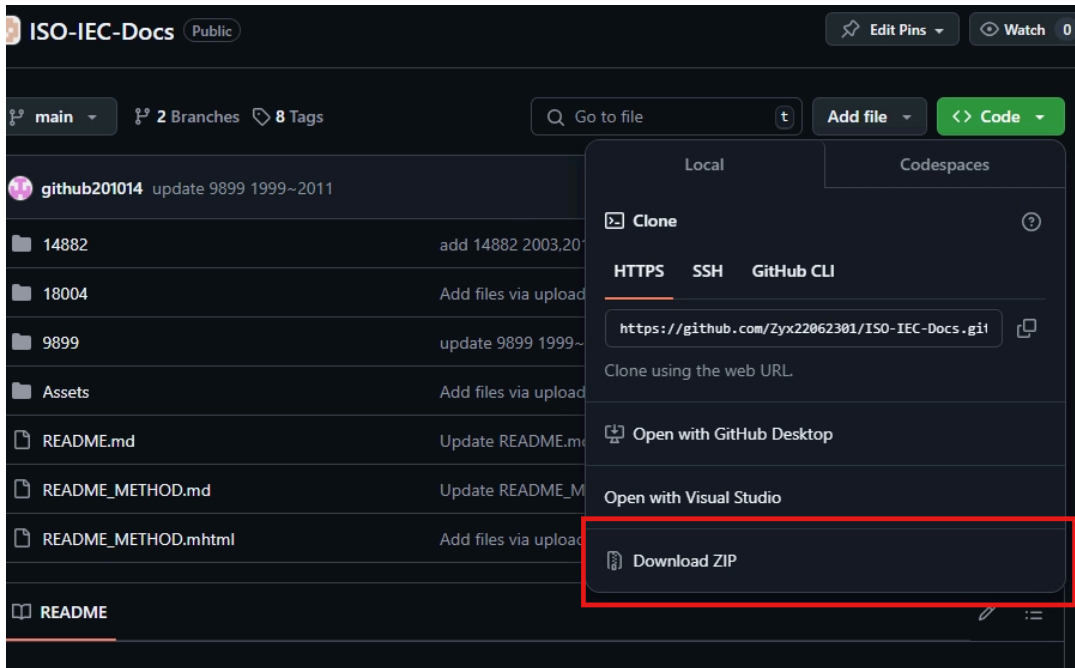 ISO-IEC-Docs Public Edit Pins Watch 0
main 2 Branches 8 Tags Go to file t Add file <> Code
Local Codespaces
github201014 update 9899 1999~2011
Clone
14882 add 14882 2003,20
HTTPS SSH GitHub CLI
18004 Add files via upload
https://github.com/Zyx22062301/ISO-IEC-Docs.git
9899 update 9899 1999~
Clone using the web URL.
Assets Add files via upload
Open with GitHub Desktop
README.md Update README.m
README_METHOD.md Update README_M
Open with Visual Studio
README_METHOD.mhtml Add files via upload
Download ZIP
README